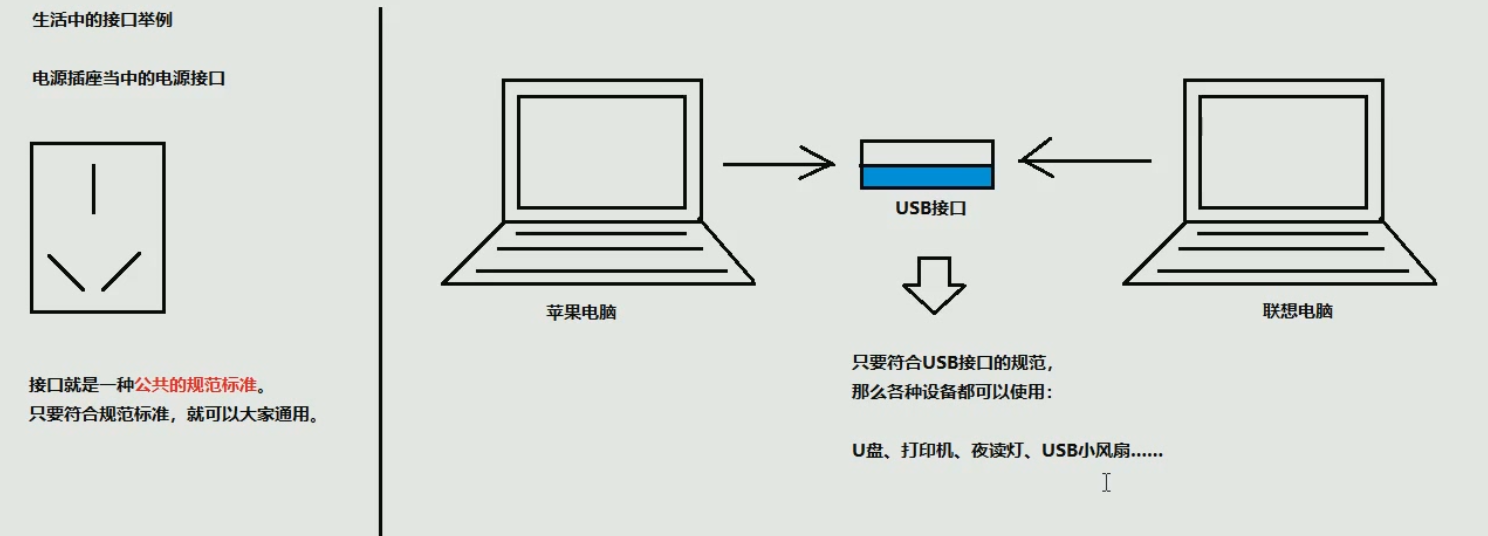 生活中的接口举例
电源插座当中的电源接口
接口就是一种公共的规范标准。
只要符合规范标准，就可以大家通用。
苹果电脑
USB接口
联想电脑
只要符合USB接口的规范，
那么各种设备都可以使用：
U盘、打印机、夜读灯、USB小风扇……